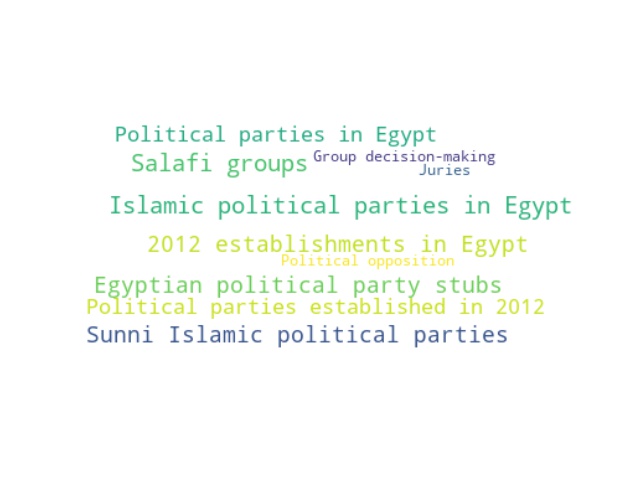 Political parties in Egypt
Salafi groups
Group decision-making
Juries
Islamic political parties in Egypt
2012 establishments in Egypt
Political opposition
Egyptian political party stubs
Political parties established in 2012
Sunni Islamic political parties